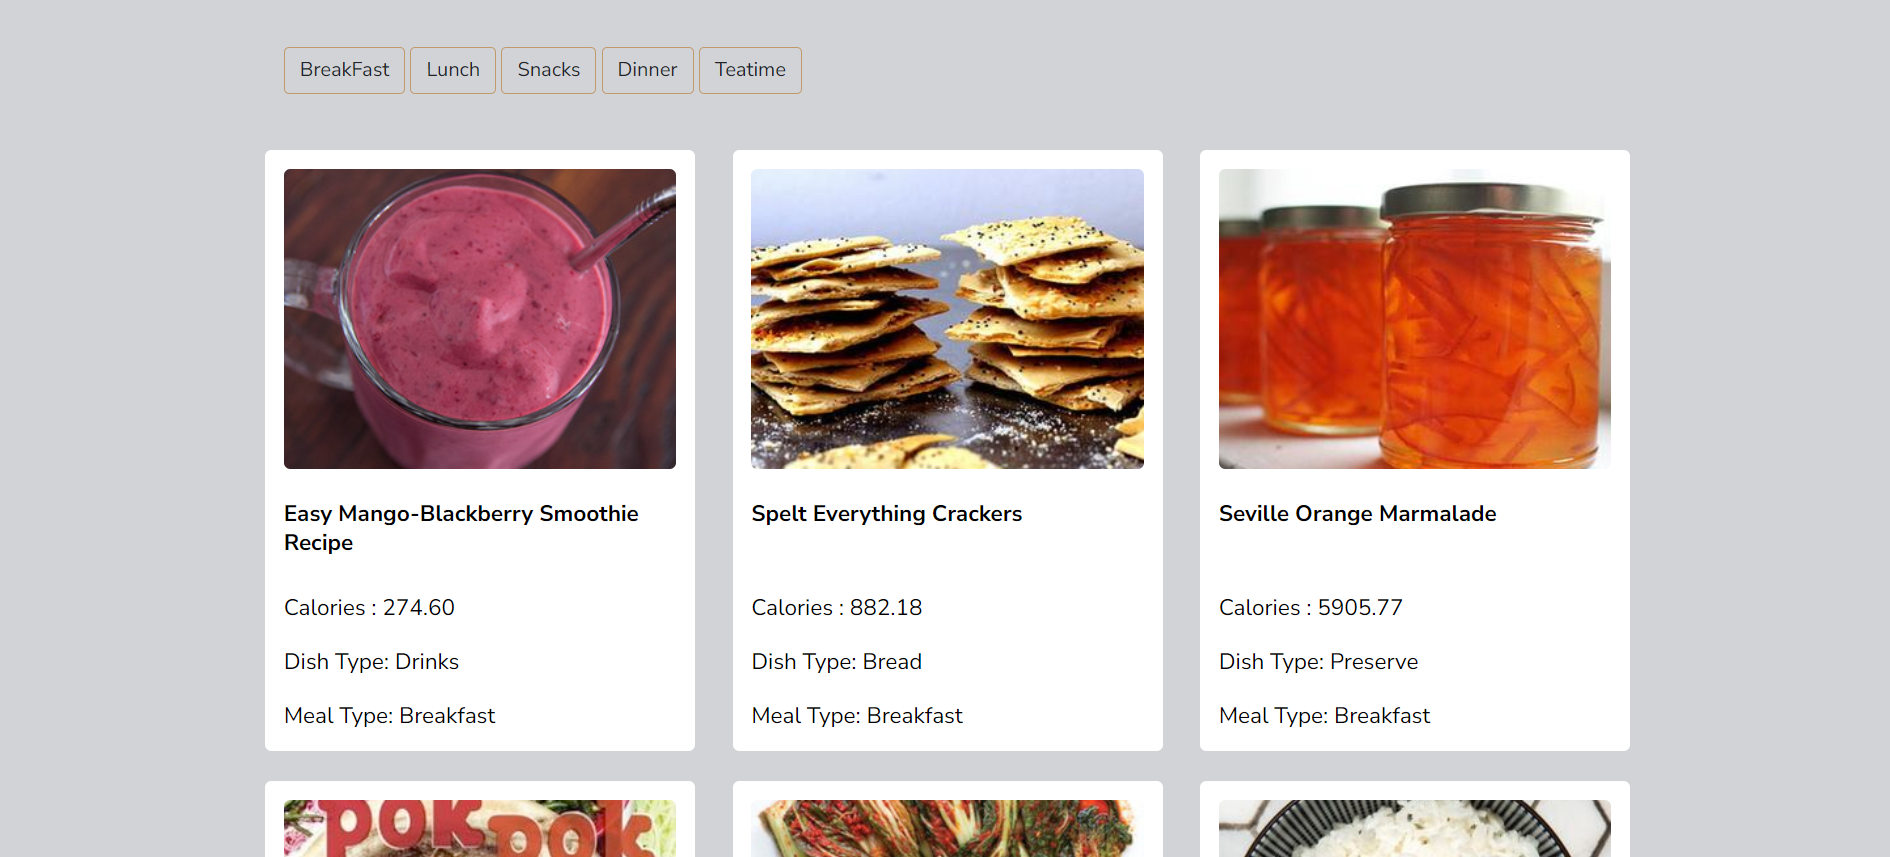 BreakFast
Lunch
Snacks
Dinner
Teatime
Easy Mango-Blackberry Smoothie
Recipe
Calories : 274.60
Dish Type: Drinks
Meal Type: Breakfast
Spelt Everything Crackers
Calories : 882.18
Dish Type: Bread
Meal Type: Breakfast
Seville Orange Marmalade
Calories : 5905.77
Dish Type: Preserve
Meal Type: Breakfast
pok pok